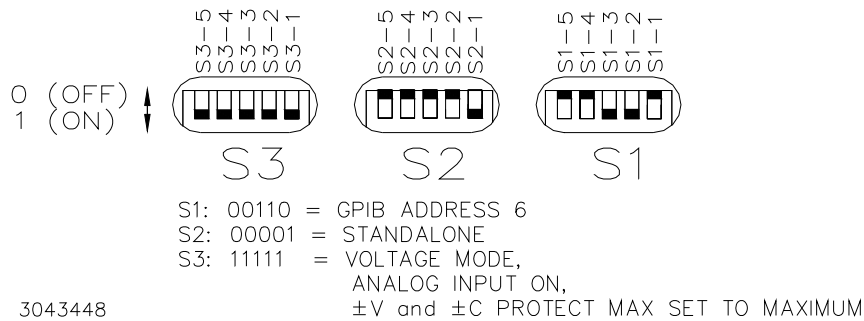 S3-5 S3-4 S3-3 S3-2 S3-1 S2-5 S2-4 S2-3 S2-2 S2-1 S1-5 S1-4 S1-3 S1-2 S1-1
0 (OFF)
1 (ON)
S3 S2 S1
S1: 00110 = GPIB ADDRESS 6
S2: 00001 = STANDALONE
S3: 11111 = VOLTAGE MODE,
ANALOG INPUT ON,
3043448 ±V and ±C PROTECT MAX SET TO MAXIMUM